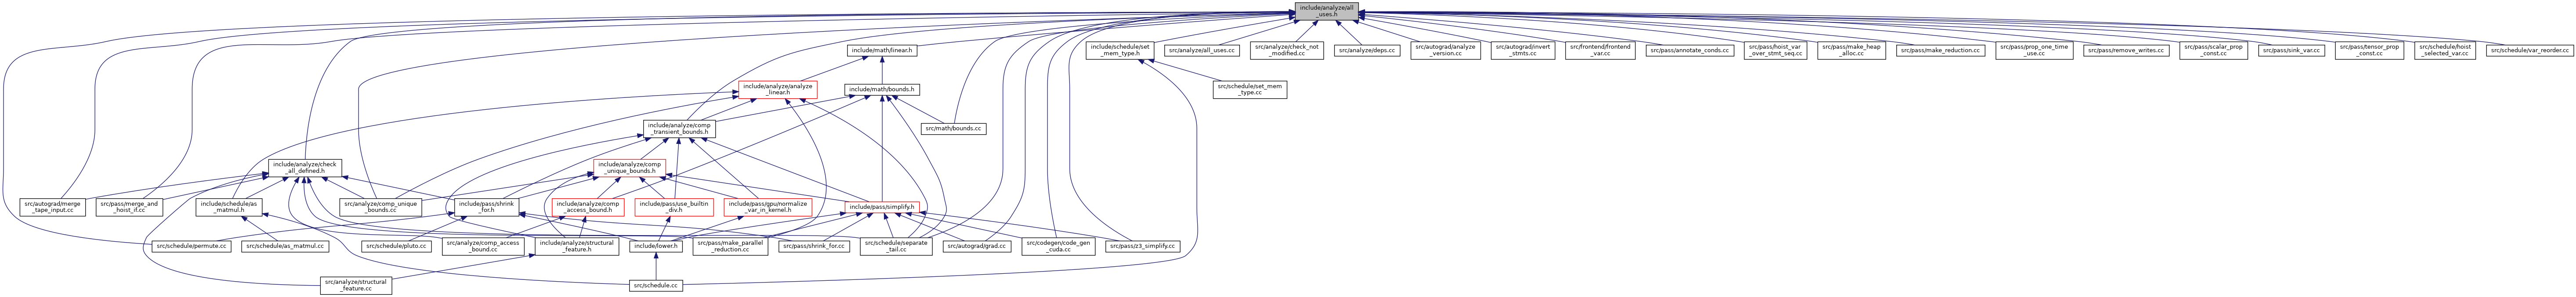 include/analyze/all
_uses.h
include/math/linear.h
include/schedule/set
_mem_type.h
src/analyze/all_uses.cc
src/analyze/check_not
_modified.cc
src/analyze/deps.cc
src/autograd/analyze
_version.cc
src/autograd/invert
_stmts.cc
src/frontend/frontend
_var.cc
src/pass/annotate_conds.cc
src/pass/hoist_var
_over_stmt_seq.cc
src/pass/make_heap
_alloc.cc
src/pass/make_reduction.cc
src/pass/prop_one_time
_use.cc
src/pass/remove_writes.cc
src/pass/scalar_prop
_const.cc
src/pass/sink_var.cc
src/pass/tensor_prop
_const.cc
src/schedule/hoist
_selected_var.cc
src/schedule/var_reorder.cc
include/analyze/analyze
_linear.h
include/math/bounds.h
src/schedule/set_mem
_type.cc
include/analyze/comp
_transient_bounds.h
src/math/bounds.cc
include/analyze/check
_all_defined.h
include/analyze/comp
_unique_bounds.h
src/autograd/merge
_tape_input.cc
src/pass/merge_and
_hoist_if.cc
include/schedule/as
_matmul.h
src/analyze/comp_unique
_bounds.cc
include/pass/shrink
_for.h
include/analyze/comp
_access_bound.h
include/pass/use_builtin
_div.h
include/pass/gpu/normalize
_var_in_kernel.h
include/pass/simplify.h
src/schedule/permute.cc
src/schedule/as_matmul.cc
src/schedule/pluto.cc
src/analyze/comp_access
_bound.cc
include/analyze/structural
_feature.h
include/lower.h
src/pass/make_parallel
_reduction.cc
src/pass/shrink_for.cc
src/schedule/separate
_tail.cc
src/autograd/grad.cc
src/codegen/code_gen
_cuda.cc
src/pass/z3_simplify.cc
src/analyze/structural
_feature.cc
src/schedule.cc